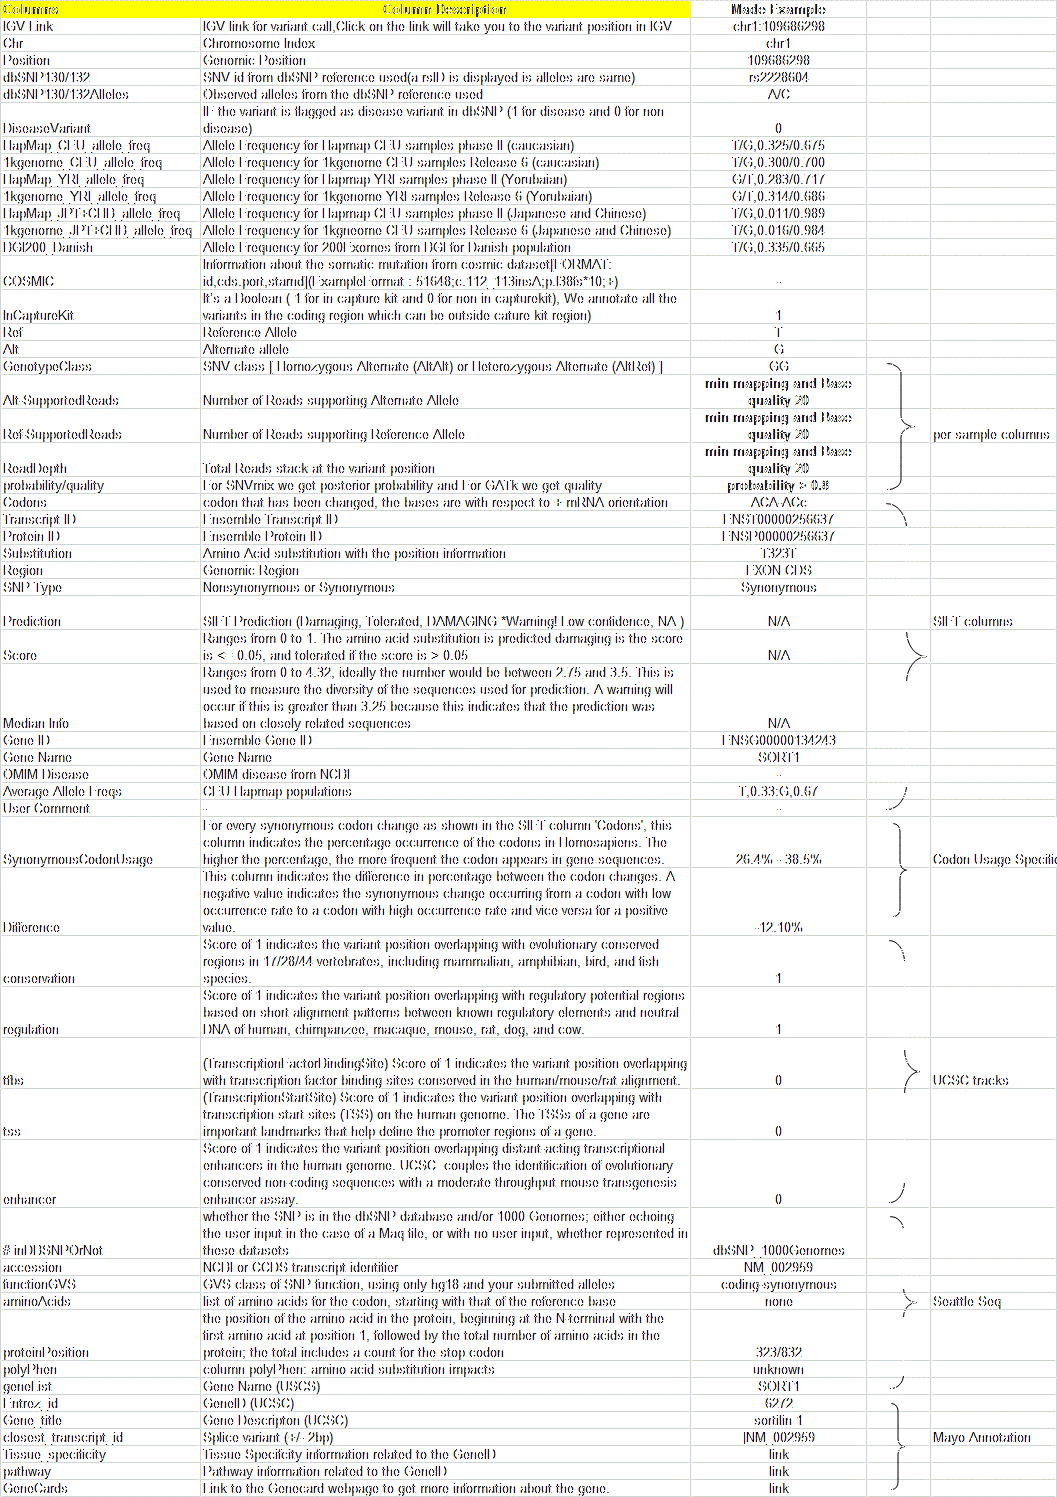 Columns Column Description Made Example
IGV Link IGV link for variant call,Click on the link will take you to the variant position in IGV chr1:109686298
Chr Chromosome Index chr1
Position Genomic Position 109686298
dbSNP130/132 SNV id from dbSNP reference used(a rsID is displayed is alleles are same) rs2228604
dbSNP130/132Alleles Observed alleles from the dbSNP reference used A/C
IF the variant is flagged as disease variant in dbSNP (1 for disease and 0 for non
DiseaseVariant disease) 0
HapMap_CEU_allele_freq Allele Frequency for Hapmap CEU samples phase II (caucasian) T/G,0.325/0.675
1kgenome_CEU_allele_freq Allele Frequency for 1kgenome CEU samples Release 6 (caucasian) T/G,0.300/0.700
HapMap_YRI_allele_freq Allele Frequency for Hapmap YRI samples phase II (Yorubaian) G/T,0.283/0.717
1kgenome_YRI_allele_freq Allele Frequency for 1kgenome YRI samples Release 6 (Yorubaian) G/T,0.314/0.686
HapMap_JPT+CHB_allele_freq Allele Frequency for Hapmap CEU samples phase II (Japanese and Chinese) T/G,0.011/0.989
1kgenome_JPT+CHB_allele_freq Allele Frequency for 1kgneome CEU samples Release 6 (Japanese and Chinese) T/G,0.016/0.984
BGI200_Danish Allele Frequency for 200Exomes from BGI for Danish population T/G,0.335/0.665
Information about the somatic mutation from cosmic dataset[FORMAT:
COSMIC id,cds,port,starnd](ExampleFormat : 51648;c.112_113insA;p.I38fs*10;+) -
It's a Boolean ( 1 for in capture kit and 0 for non in capturekit), We annotate all the
InCaptureKit variants in the coding region which can be outside cature kit region) 1
Ref Reference Allele T
Alt Alternate allele G
GenotypeClass SNV class [ Homozygous Alternate (AltAlt) or Heterozygous Alternate (AltRef) ] GG
min mapping and Base
Alt-SupportedReads Number of Reads supporting Alternate Allele quality 20
min mapping and Base
Ref-SupportedReads Number of Reads supporting Reference Allele quality 20 per sample columns
min mapping and Base
ReadDepth Total Reads stack at the variant position quality 20
probability/quality For SNVmix we get posterior probability and For GATk we get quality probability > 0.8
Codons codon that has been changed, the bases are with respect to + mRNA orientation ACA-ACc
Transcript ID Ensemble Transcript ID ENST00000256637
Protein ID Ensemble Protein ID ENSP00000256637
Substitution Amino Acid substitution with the position information T323T
Region Genomic Region EXON CDS
SNP Type Nonsynonymous or Synonymous Synonymous
Prediction SIFT Prediction (Damaging, Tolerated, DAMAGING *Warning! Low confidence, NA ) N/A SIFT columns
Ranges from 0 to 1. The amino acid substitution is predicted damaging is the score
Score is <=0.05, and tolerated if the score is > 0.05 N/A
Ranges from 0 to 4.32, ideally the number would be between 2.75 and 3.5. This is
used to measure the diversity of the sequences used for prediction. A warning will
occur if this is greater than 3.25 because this indicates that the prediction was
Median Info based on closely related sequences N/A
Gene ID Ensemble Gene ID ENSG00000134243
Gene Name Gene Name SORT1
OMIM Disease OMIM disease from NCBI -
Average Allele Freqs CEU Hapmap populations T,0.33:G,0.67
User Comment - -
For every synonymous codon change as shown in the SIFT column 'Codons', this
column indicates the percentage occurrence of the codons in Homosapiens. The
SynonymousCodonUsage higher the percentage, the more frequent the codon appears in gene sequences. 26.4% - 38.5% Codon Usage Specific
This column indicates the difference in percentage between the codon changes. A
negative value indicates the synonymous change occurring from a codon with low
occurrence rate to a codon with high occurrence rate and vice versa for a positive
Difference value. -12.10%
Score of 1 indicates the variant position overlapping with evolutionary conserved
regions in 17/28/44 vertebrates, including mammalian, amphibian, bird, and fish
conservation species. 1
Score of 1 indicates the variant position overlapping with regulatory potential regions
based on short alignment patterns between known regulatory elements and neutral
regulation DNA of human, chimpanzee, macaque, mouse, rat, dog, and cow. 1
(TranscriptionFactorBindingSite) Score of 1 indicates the variant position overlapping
tfbs with transcription factor binding sites conserved in the human/mouse/rat alignment. 0 UCSC tracks
(TranscriptionStartSite) Score of 1 indicates the variant position overlapping with
transcription start sites (TSS) on the human genome. The TSSs of a gene are
tss important landmarks that help define the promoter regions of a gene. 0
Score of 1 indicates the variant position overlapping distant-acting transcriptional
enhancers in the human genome. UCSC couples the identification of evolutionary
conserved non-coding sequences with a moderate throughput mouse transgenesis
enhancer enhancer assay. 0
whether the SNP is in the dbSNP database and/or 1000 Genomes; either echoing
the user input in the case of a Maq file, or with no user input, whether represented in
# inDBSNPOrNot these datasets dbSNP_1000Genomes
accession NCBI or CCDS transcript identifier NM_002959
functionGVS GVS class of SNP function, using only hg18 and your submitted alleles coding-synonymous
aminoAcids list of amino acids for the codon, starting with that of the reference base none Seattle Seq
the position of the amino acid in the protein, beginning at the N-terminal with the
first amino acid at position 1, followed by the total number of amino acids in the
proteinPosition protein; the total includes a count for the stop codon 323/832
polyPhen column polyPhen: amino acid substitution impacts unknown
geneList Gene Name (USCS) SORT1
Entrez_id GeneID (UCSC) 6272
Gene_title Gene Descripton (UCSC) sortilin 1
closest_transcript_id Splice variant (+/- 2bp) |NM_002959 Mayo Annotation
Tissue_specificity Tissue Specifcity information related to the GeneID link
pathway Pathway information related to the GeneID link
GeneCards Link to the Genecard webpage to get more information about the gene. link